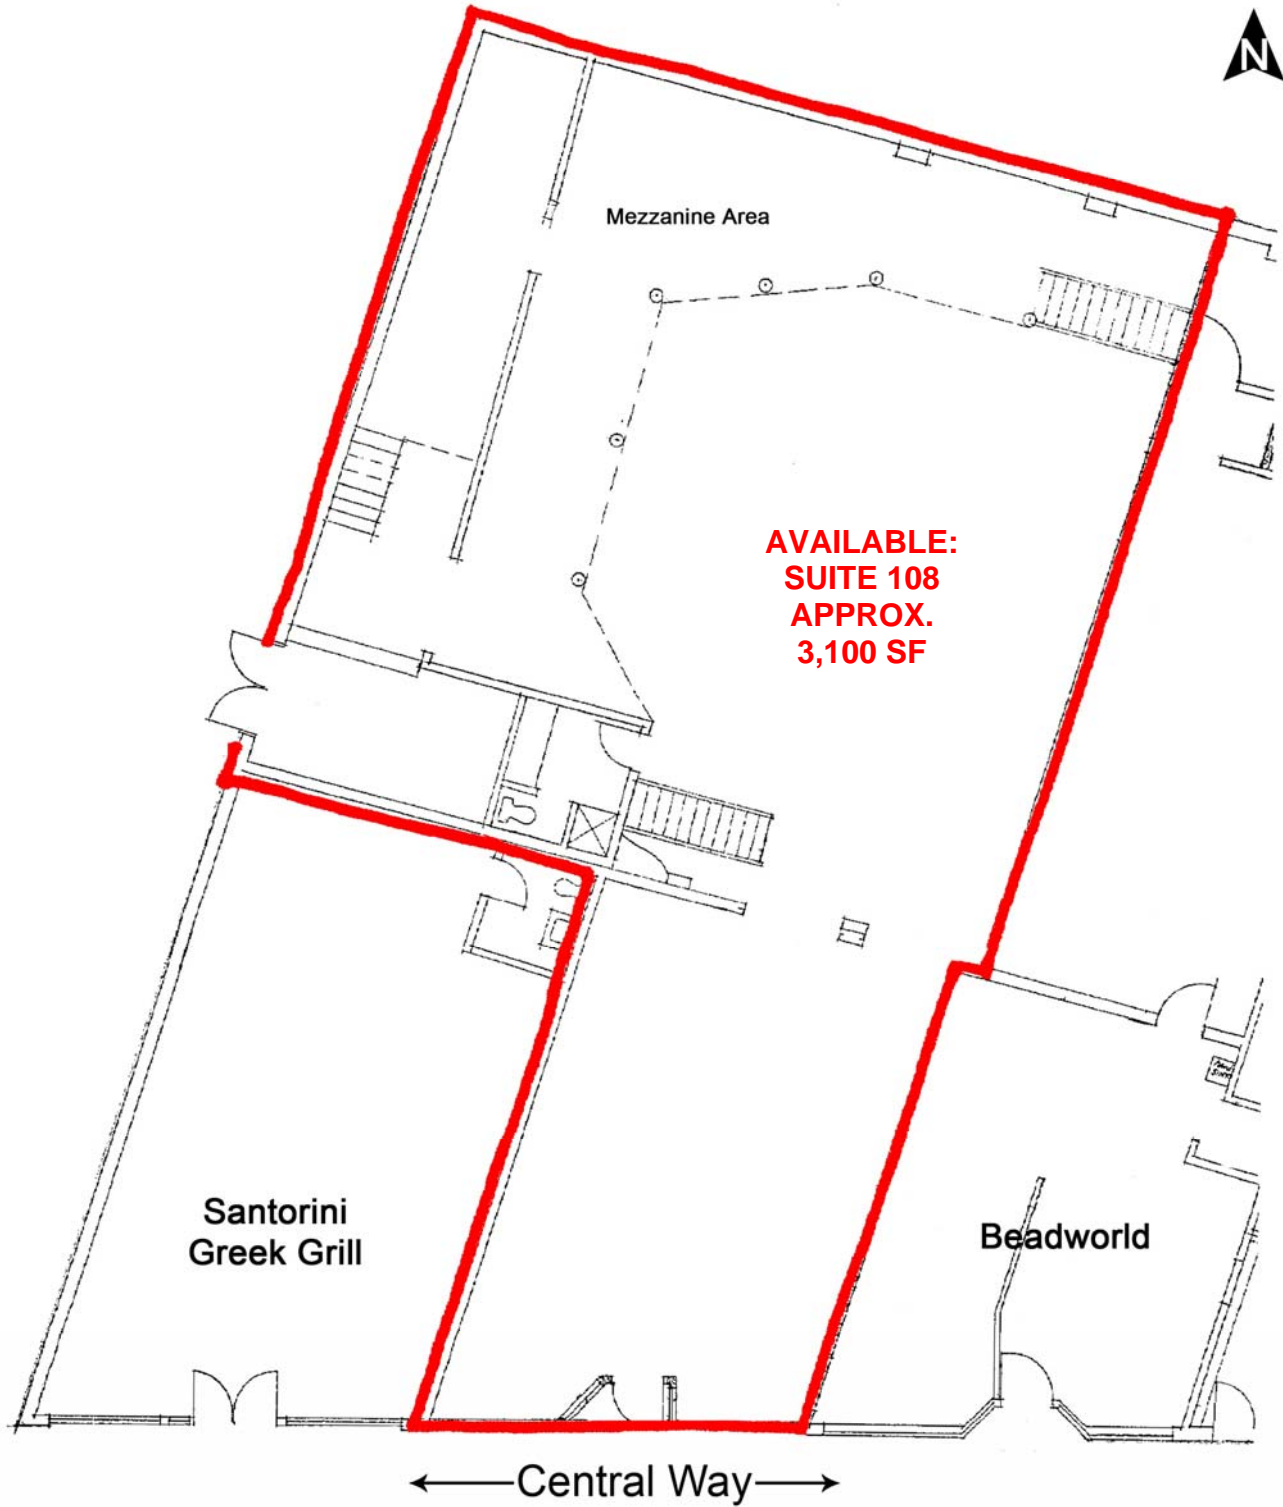 N
Mezzanine Area
AVAILABLE:
SUITE 108
APPROX.
3,100 SF
Santorini
Greek Grill
Beadworld
Central Way